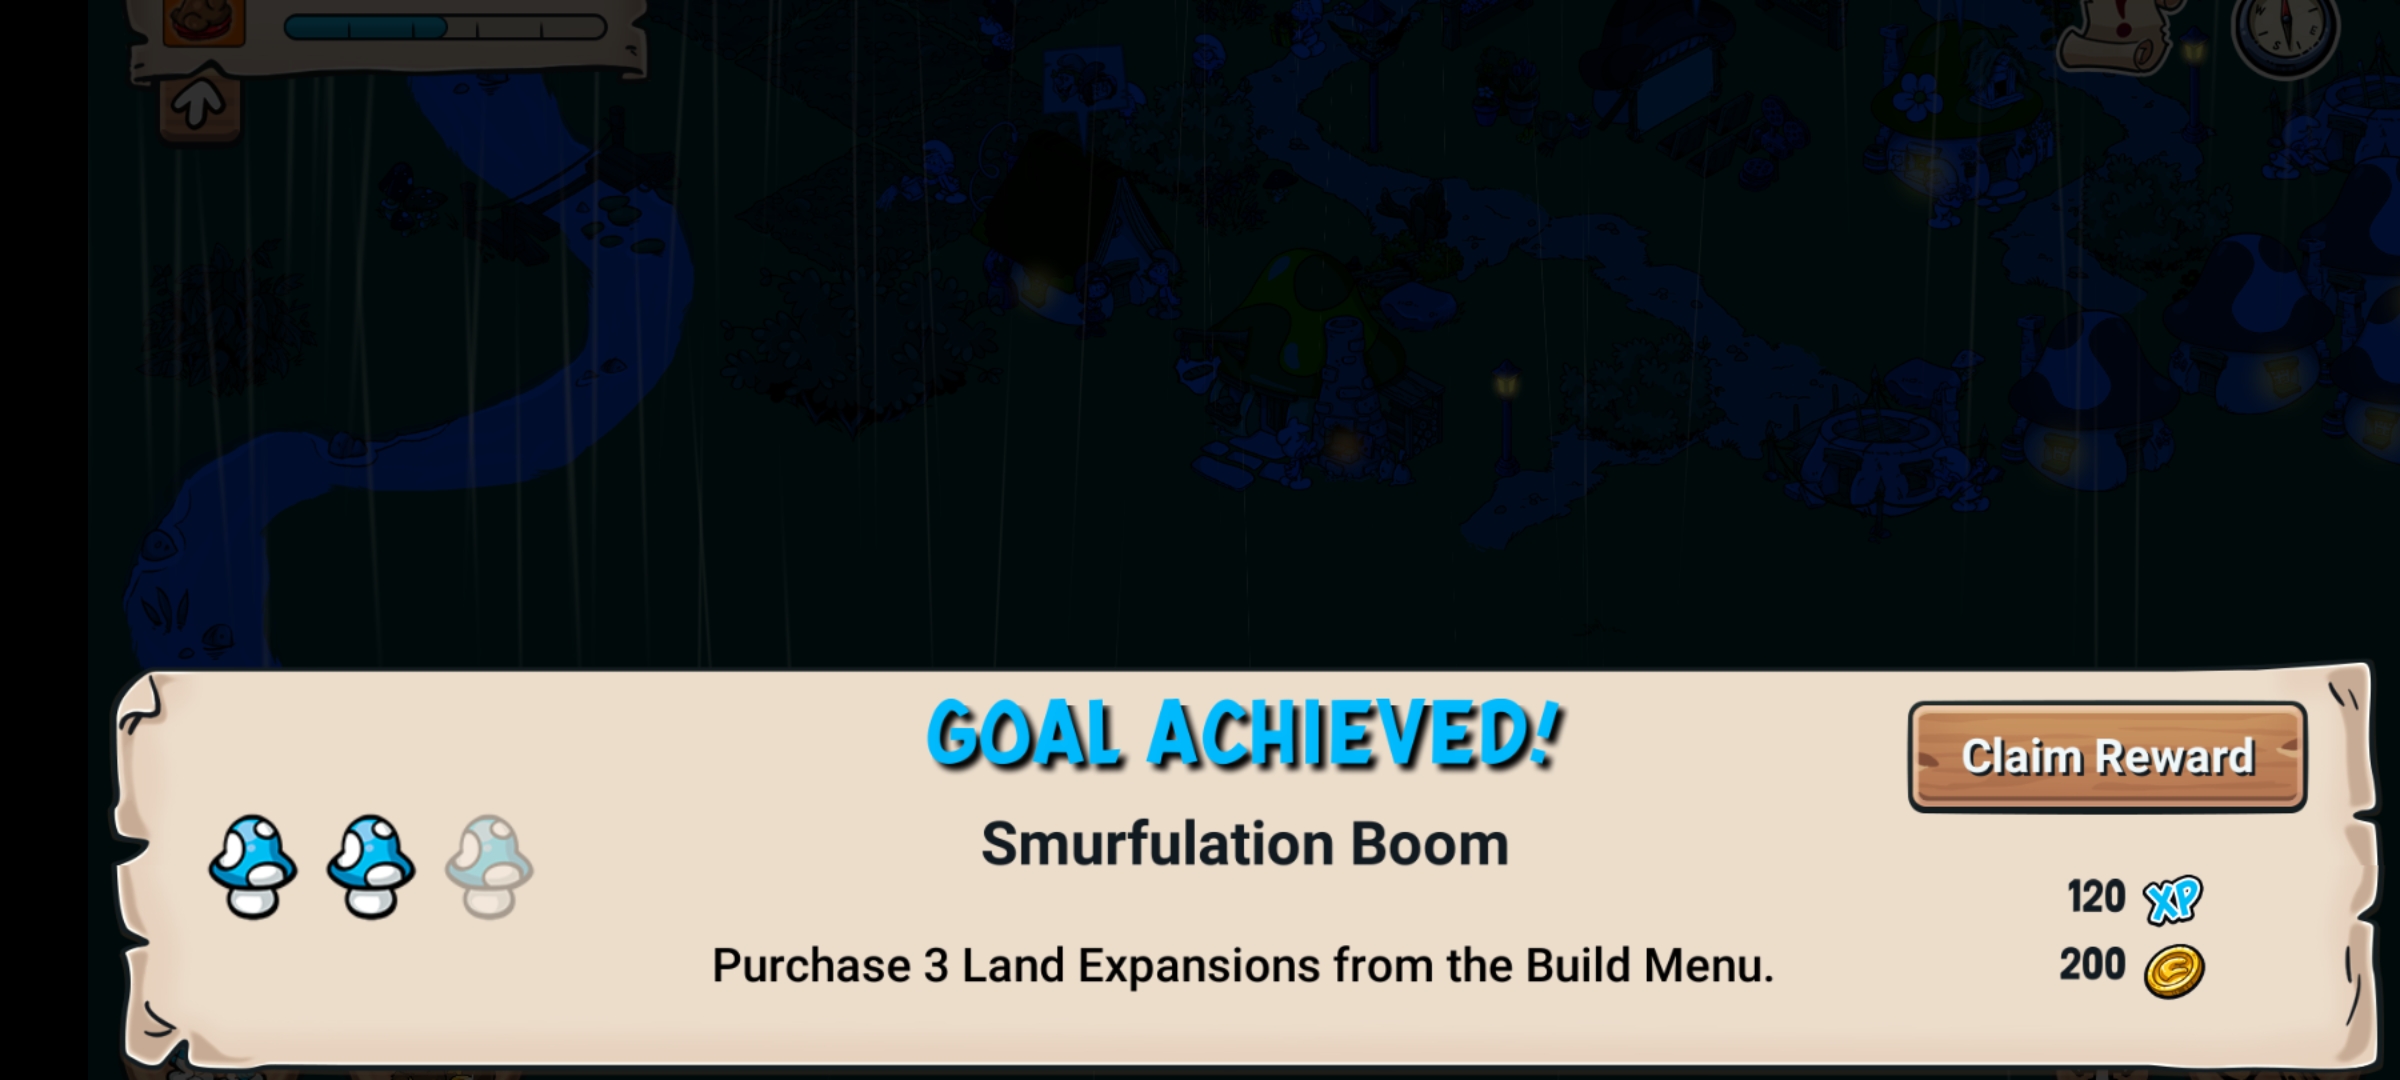 GOAL ACHIEVED!
Claim Reward
Smurfulation Boom
120 XP
Purchase 3 Land Expansions from the Build Menu.
200